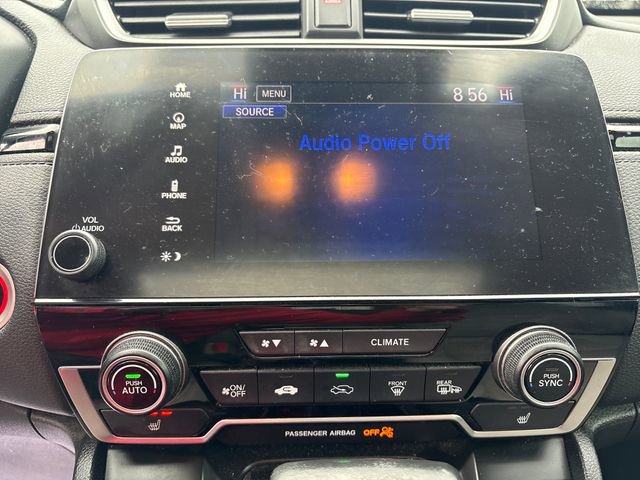 Hi MENU 8 56 Hi
SOURCE
Audio Power Off
HOME
MAP
AUDIO
PHONE
BACK
VOL
AUDIO
CLIMATE
PUSH
AUTO
ON/
OFF
FRONT
REAR
PUSH
SYNC
PASSENGER AIRBAG OFF